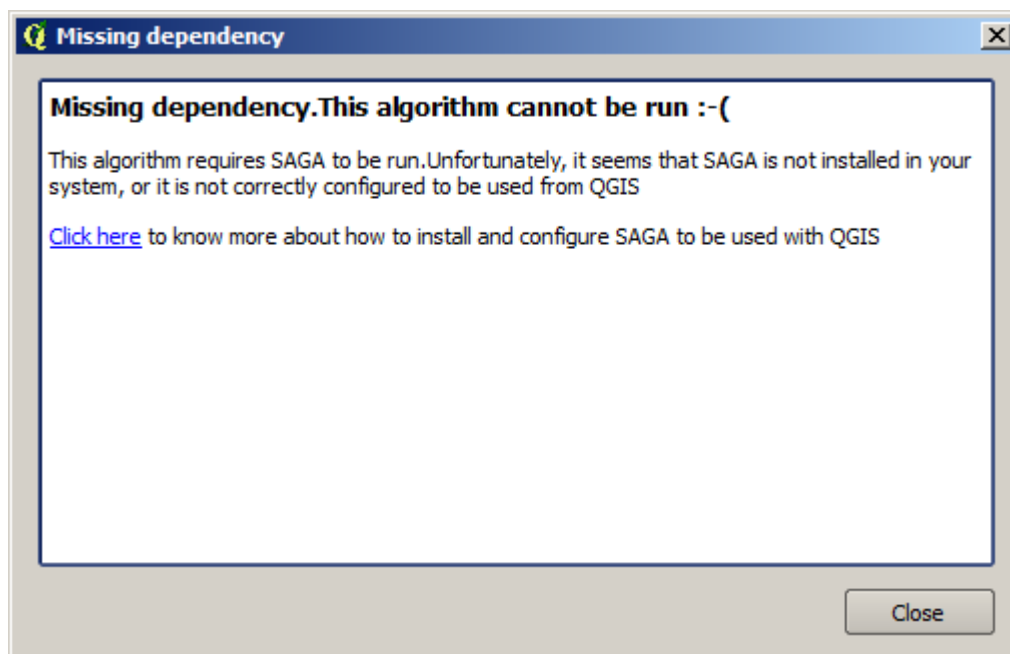 Missing dependency
Missing dependency.This algorithm cannot be run :-(
This algorithm requires SAGA to be run.Unfortunately, it seems that SAGA is not installed in your
system, or it is not correctly configured to be used from QGIS
Click here to know more about how to install and configure SAGA to be used with QGIS
Close